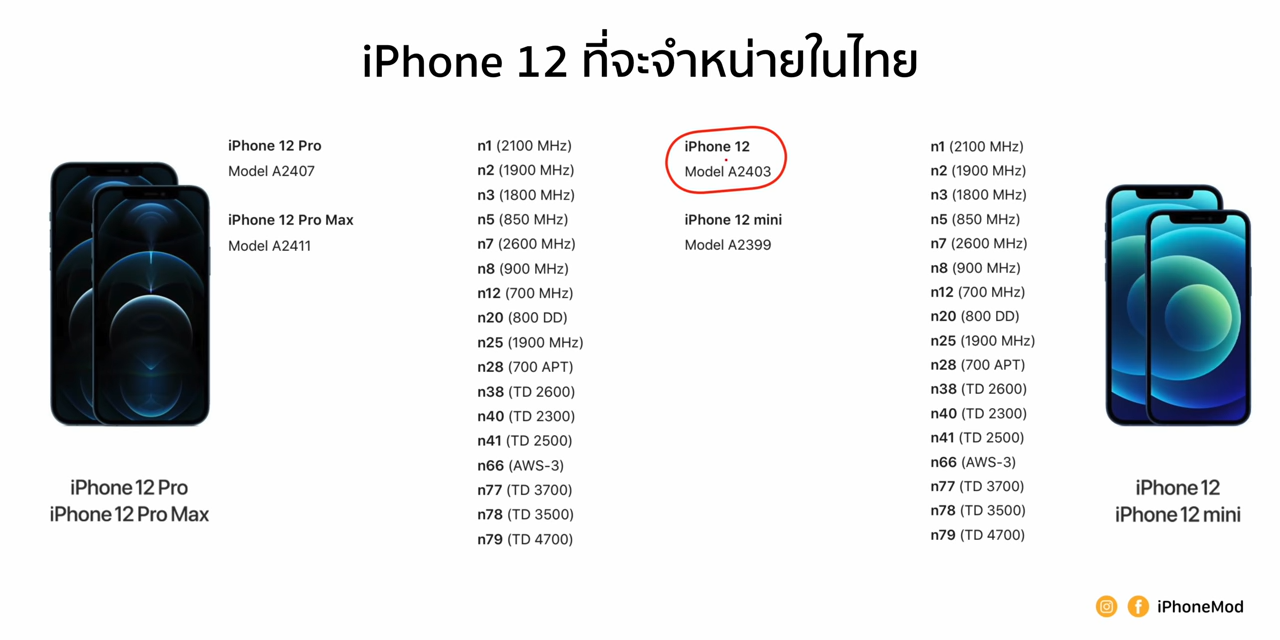 iPhone 12 ที่จะจำหน่ายในไทย
iPhone 12 Pro
Model A2407
iPhone 12 Pro Max
Model A2411
n1 (2100 MHz)
n2 (1900 MHz)
n3 (1800 MHz)
n5 (850 MHz)
n7 (2600 MHz)
n8 (900 MHz)
n12 (700 MHz)
n20 (800 DD)
n25 (1900 MHz)
n28 (700 APT)
n38 (TD 2600)
n40 (TD 2300)
n41 (TD 2500)
n66 (AWS-3)
n77 (TD 3700)
n78 (TD 3500)
n79 (TD 4700)
iPhone 12
Model A2403
iPhone 12 mini
Model A2399
n1 (2100 MHz)
n2 (1900 MHz)
n3 (1800 MHz)
n5 (850 MHz)
n7 (2600 MHz)
n8 (900 MHz)
n12 (700 MHz)
n20 (800 DD)
n25 (1900 MHz)
n28 (700 APT)
n38 (TD 2600)
n40 (TD 2300)
n41 (TD 2500)
n66 (AWS-3)
n77 (TD 3700)
n78 (TD 3500)
n79 (TD 4700)
iPhone 12 Pro
iPhone 12 Pro Max
iPhone 12
iPhone 12 mini
iPhoneMod